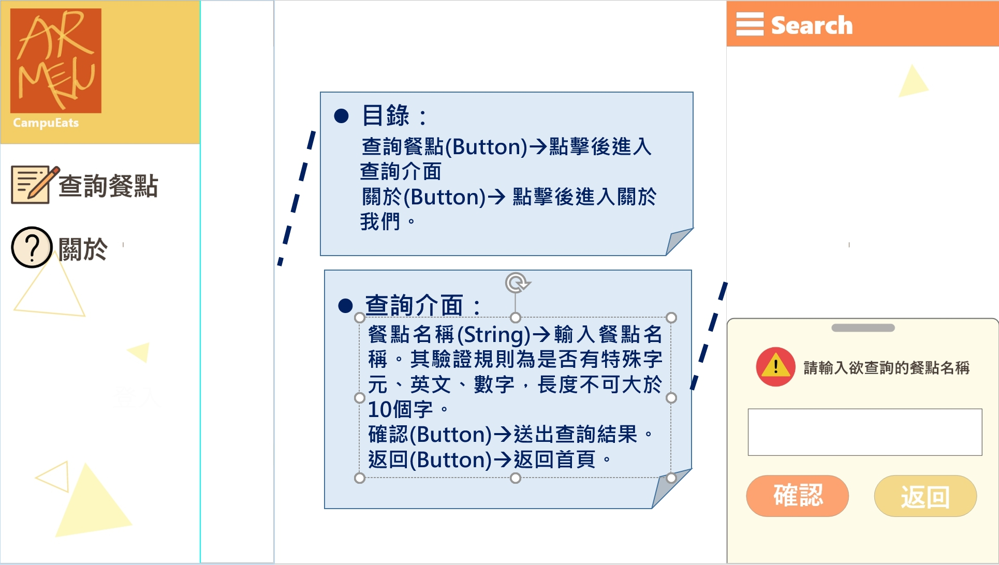 AR
MENU
CampuEats
查詢餐點
關於
登入
● 目錄：
查詢餐點(Button)→點擊後進入
查詢介面
關於(Button)→ 點擊後進入關於
我們。
● 查詢介面：
餐點名稱(String)→輸入餐點名
稱。其驗證規則為是否有特殊字
元、英文、數字，長度不可大於
10個字。
確認(Button)→送出查詢結果。
返回(Button)→返回首頁。
Search
請輸入欲查詢的餐點名稱
確認
返回